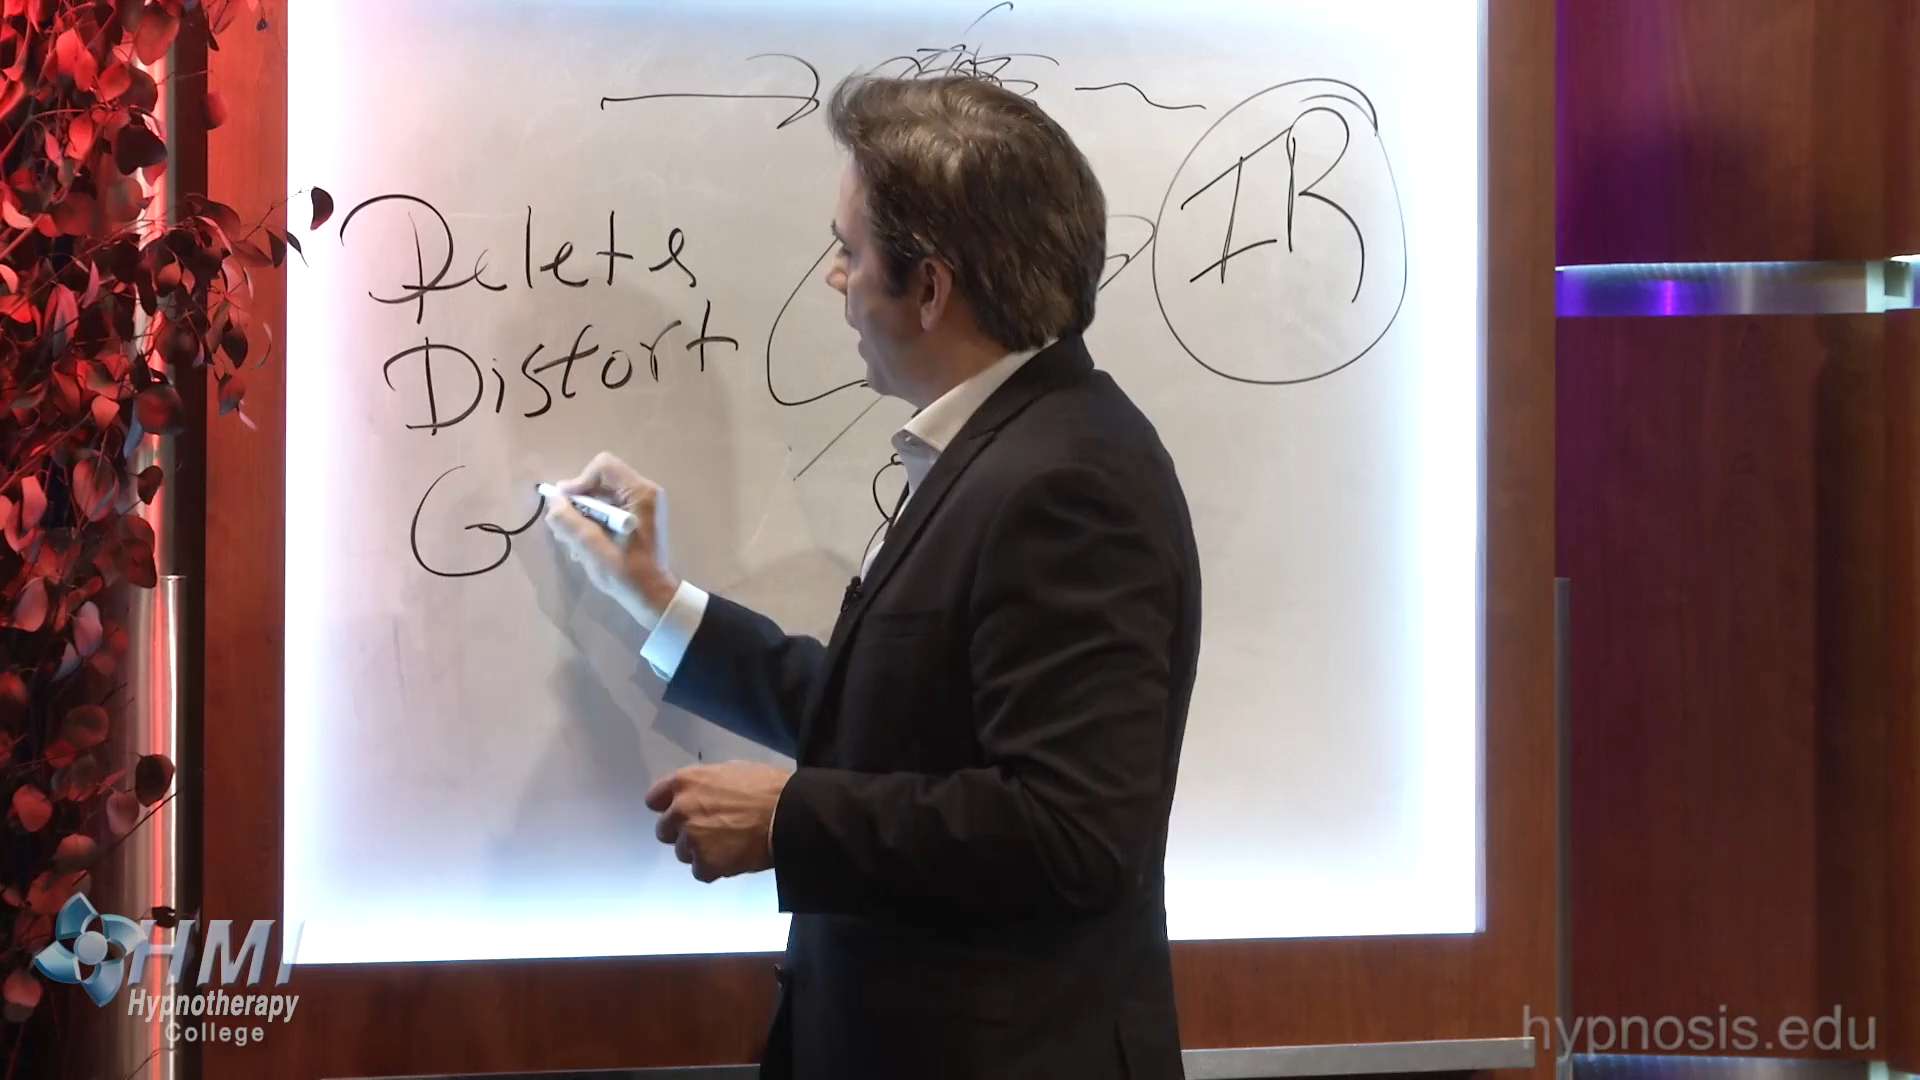 IR
Delete
Distort
G
HMI
Hypnotherapy
College
hypnosis.edu